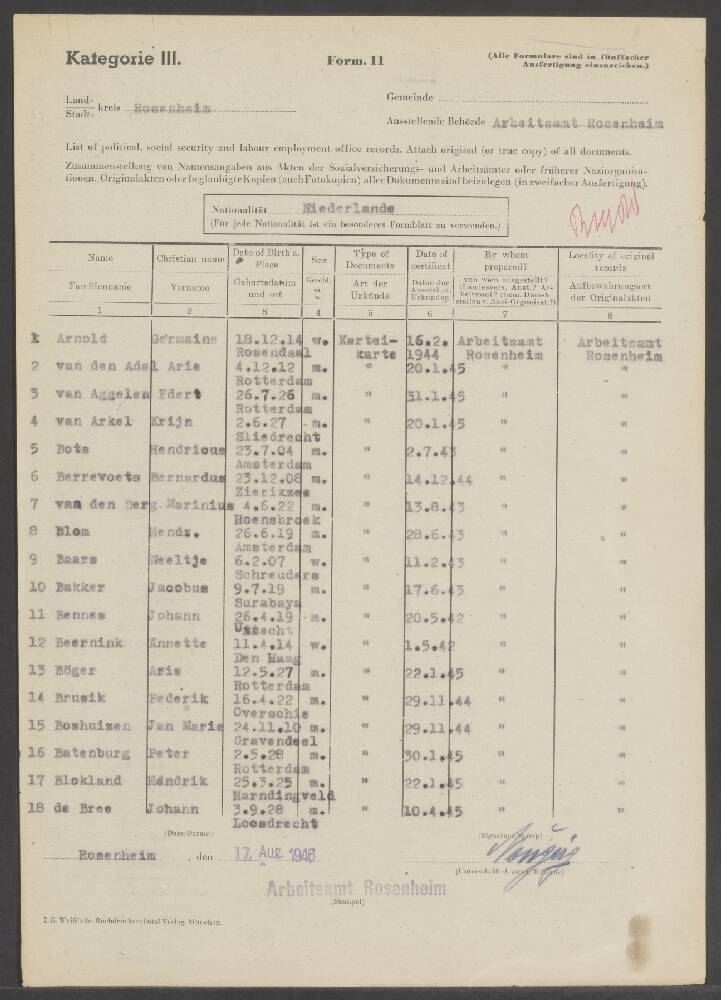 Kategorie III. Form. 11 (Alle Formulare sind in fünffacher
Ausfertigung einzureichen.)
Land-
Stadt- kreis Rosenheim Gemeinde
Ausstellende Behörde Arbeitsamt Rosenheim
List of political, social security and labour employment office records. Attach original (or true copy) of all documents.
Zusammenstellung von Namensangaben aus Akten der Sozialversicherungs- und Arbeitsämter oder früherer Naziorganisa-
tionen. Originalakten oder beglaubigte Kopien (auch Fotokopien) aller Dokumente sind beizulegen (in zweifacher Ausfertigung).
Nationalität Niederlande
(Für jede Nationalität ist ein besonderes Formblatt zu verwenden.)
Name Christian name Date of Birth a. Place Sex Type of Documents Date of certificat By whom prepared? Locality of original records
Familienname Vorname Geburtsdatum und ort Geschl. m. w. Art der Urkunde Datum der Ausstellg. Urkunde von wem ausgestellt? Aufbewahrungsort der Originalakten
1 2 3 4 5 6 7 8
1 Arnold Germaine 18.12.14 w. Kartei- 16.2. Arbeitsamt Arbeitsamt
Rosendaal karte 1944 Rosenheim Rosenheim
2 van den Adel Arie 4.12.12 m. " 20.1.45 " "
Rotterdam
3 van Aggelen Edert 26.7.26 m. " 31.1.45 " "
Rotterdam
4 van Arkel Krijn 2.6.27 m. " 20.1.45 " "
Sliedrecht
5 Bots Hendricus 23.7.04 m. " 2.7.43 " "
Amsterdam
6 Berrevoets Bernardus 23.12.08 m. " 14.12.44 " "
Zierikzee
7 van den Berg Marinius 4.6.22 m. " 13.8.43 " "
Hoensbroek
8 Blom Hendr. 26.6.19 m. " 28.6.43 " "
Amsterdam
9 Baars Neeltje 6.2.07 w. " 11.2.43 " "
Schreuders
10 Bakker Jacobus 9.7.19 m. " 17.6.43 " "
Surabaya
11 Bennes Johann 26.4.19 m. " 20.5.42 " "
12 Beernink Annette 11.4.14 w. " 1.5.42 " "
Den Haag
13 Böger Arie 12.5.27 m. " 22.1.45 " "
Rotterdam
14 Brusik Federik 16.4.22 m. " 29.11.44 " "
Overschie
15 Boshuizen Jan Marie 24.11.10 m. " 29.11.44 " "
Gravendeel
16 Batenburg Peter 2.5.28 m. " 30.1.45 " "
Rotterdam
17 Blokland Hendrik 25.3.25 m. " 22.1.45 " "
Harndingveld
18 de Bree Johann 3.9.28 m. " 10.4.45 " "
Loosdrecht
(Date/Datum) (Signature/Stamp)
Rosenheim, den 17. Aug. 1946
(Unterschrift d. ausst. Behörde)
Arbeitsamt Rosenheim
(Stempel)
J. G. Weiß'sche Buchdruckerei und Verlag, München.